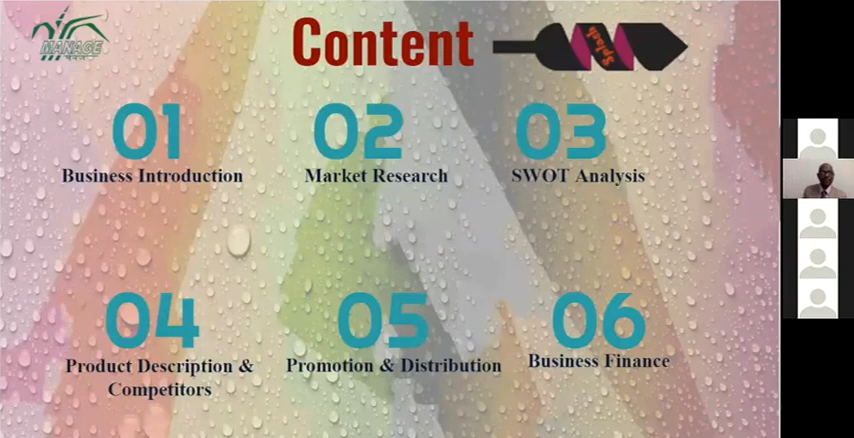 MANAGE
मैनेज
Content
Splash
01
02
03
Business Introduction
Market Research
SWOT Analysis
04
05
06
Product Description &
Competitors
Promotion & Distribution
Business Finance